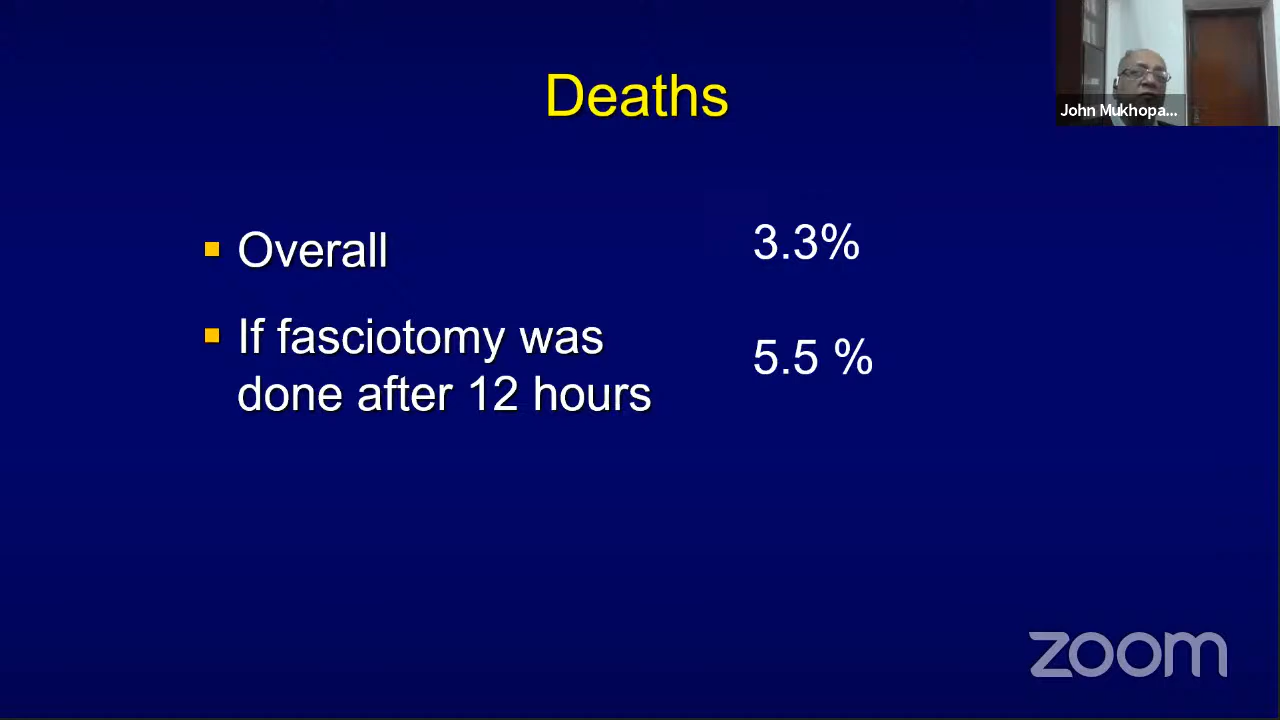 Deaths
John Mukhopa...
Overall
3.3%
If fasciotomy was
done after 12 hours
5.5 %
zoom